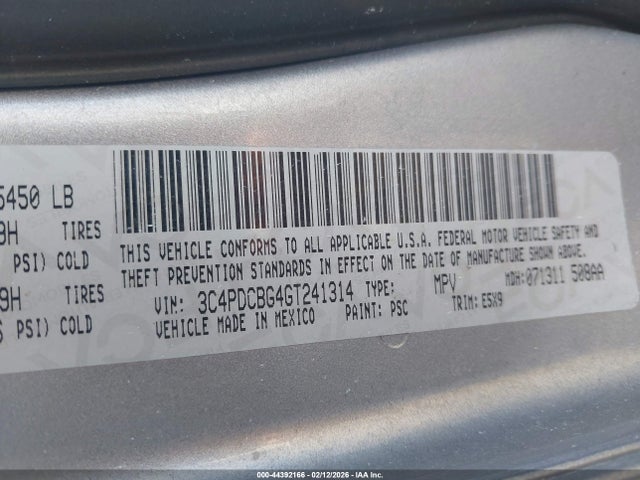 5450 LB
9H TIRES
PSI) COLD
9H TIRES
PSI) COLD
THIS VEHICLE CONFORMS TO ALL APPLICABLE U.S.A. FEDERAL MOTOR VEHICLE SAFETY AND
THEFT PREVENTION STANDARDS IN EFFECT ON THE DATE OF MANUFACTURE SHOWN ABOVE.
VIN: 3C4PDCBG4GT241314 TYPE: MPV MDH: 071311 508AA
VEHICLE MADE IN MEXICO PAINT: PSC TRIM: E5X9
000-44392166 - 02/12/2026 - IAA Inc.